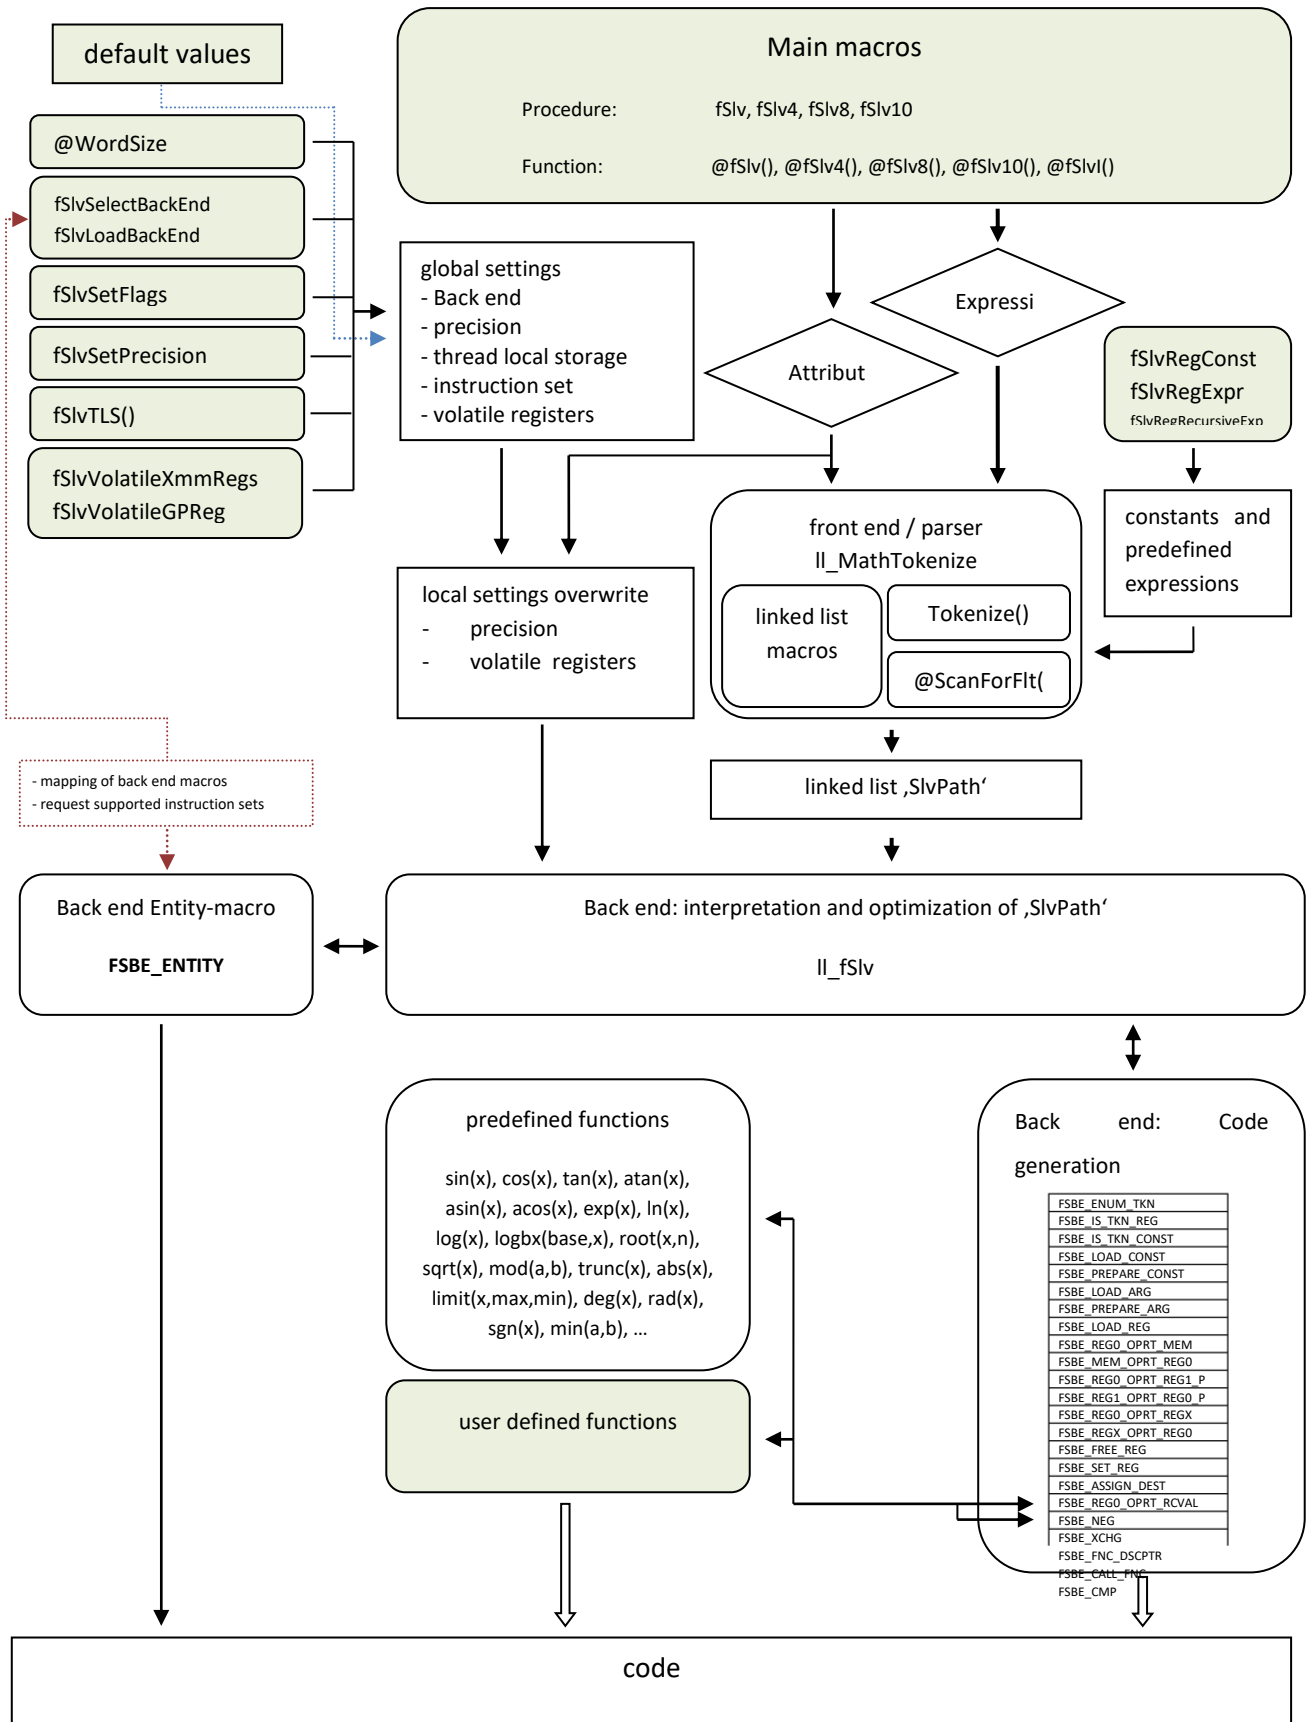 default values
Main macros
Procedure: fSlv, fSlv4, fSlv8, fSlv10
Function: @fSlv(), @fSlv4(), @fSlv8(), @fSlv10(), @fSlvI()
@WordSize
fSlvSelectBackEnd
fSlvLoadBackEnd
fSlvSetFlags
fSlvSetPrecision
fSlvTLS()
fSlvVolatileXmmRegs
fSlvVolatileGPReg
global settings
- Back end
- precision
- thread local storage
- instruction set
- volatile registers
Expressi
Attribut
fSlvRegConst
fSlvRegExpr
fSlvRegRecursiveExp
front end / parser
ll_MathTokenize
linked list
macros
Tokenize()
@ScanForFlt(
constants and
predefined
expressions
local settings overwrite
- precision
- volatile registers
linked list ‚SlvPath‘
- mapping of back end macros
- request supported instruction sets
Back end Entity-macro
FSBE_ENTITY
Back end: interpretation and optimization of ‚SlvPath‘
ll_fSlv
predefined functions
sin(x), cos(x), tan(x), atan(x),
asin(x), acos(x), exp(x), ln(x),
log(x), logbx(base,x), root(x,n),
sqrt(x), mod(a,b), trunc(x), abs(x),
limit(x,max,min), deg(x), rad(x),
sgn(x), min(a,b), ...
user defined functions
Back end: Code
generation
FSBE_ENUM_TKN
FSBE_IS_TKN_REG
FSBE_IS_TKN_CONST
FSBE_LOAD_CONST
FSBE_PREPARE_CONST
FSBE_LOAD_ARG
FSBE_PREPARE_ARG
FSBE_LOAD_REG
FSBE_REG0_OPRT_MEM
FSBE_MEM_OPRT_REG0
FSBE_REG0_OPRT_REG1_P
FSBE_REG1_OPRT_REG0_P
FSBE_REG0_OPRT_REGX
FSBE_REGX_OPRT_REG0
FSBE_FREE_REG
FSBE_SET_REG
FSBE_ASSIGN_DEST
FSBE_REG0_OPRT_RCVAL
FSBE_NEG
FSBE_XCHG
FSBE_FNC_DSCPTR
FSBE_CALL_FNC
FSBE_CMP
code